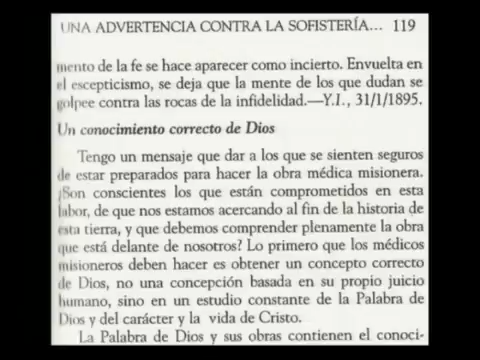 UNA ADVERTENCIA CONTRA LA SOFISTERÍA... 119
mento de la fe se hace aparecer como incierto. Envuelta en
el escepticismo, se deja que la mente de los que dudan se
golpee contra las rocas de la infidelidad.—Y.I., 31/1/1895.
Un conocimiento correcto de Dios
Tengo un mensaje que dar a los que se sienten seguros
de estar preparados para hacer la obra médica misionera.
¿Son conscientes los que están comprometidos en esta
labor, de que nos estamos acercando al fin de la historia de
esta tierra, y que debemos comprender plenamente la obra
que está delante de nosotros? Lo primero que los médicos
misioneros deben hacer es obtener un concepto correcto
de Dios, no una concepción basada en su propio juicio
humano, sino en un estudio constante de la Palabra de
Dios y del carácter y la vida de Cristo.
La Palabra de Dios y sus obras contienen el conoci-